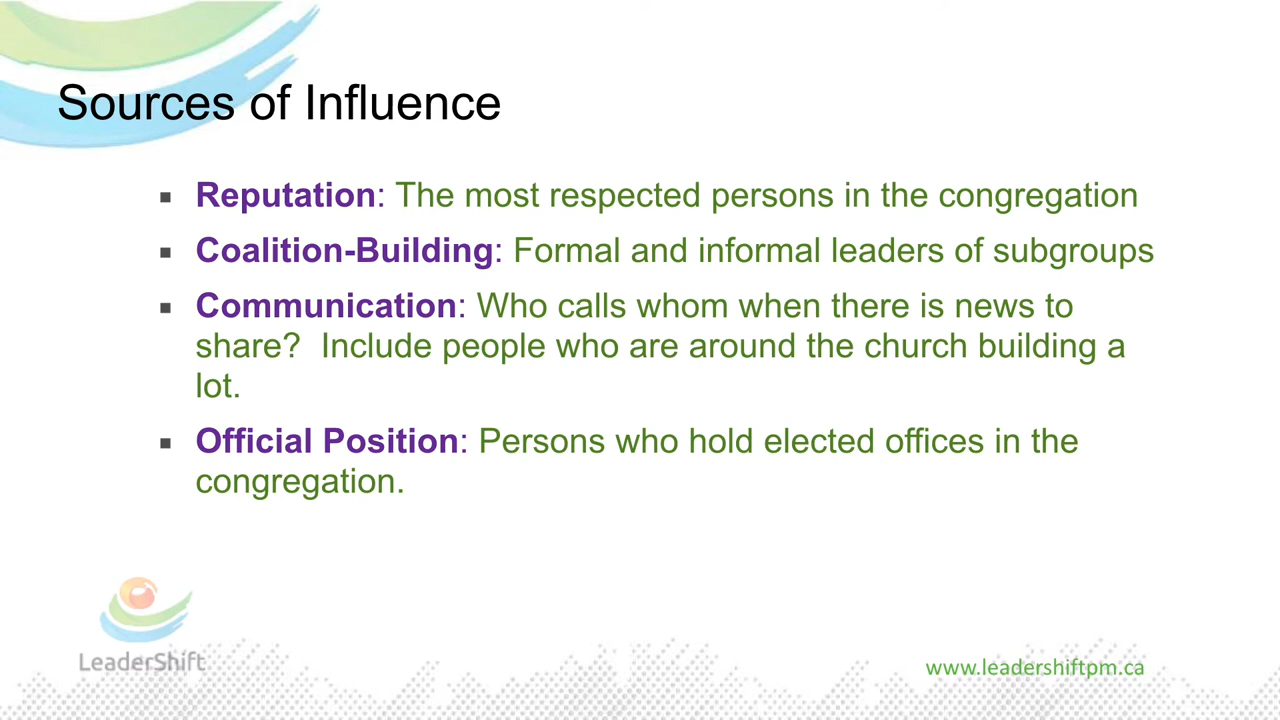 Sources of Influence
▪ Reputation: The most respected persons in the congregation
▪ Coalition-Building: Formal and informal leaders of subgroups
▪ Communication: Who calls whom when there is news to
share?  Include people who are around the church building a
lot.
▪ Official Position: Persons who hold elected offices in the
congregation.
LeaderShift
www.leadershiftpm.ca